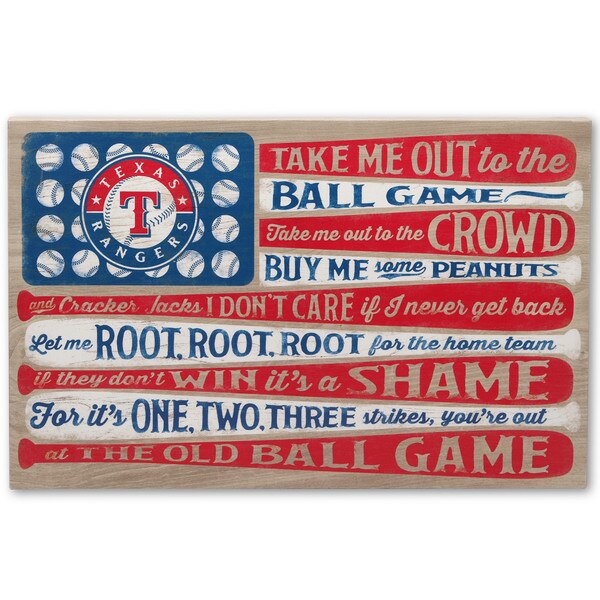 TEXAS
T
RANGERS
TAKE ME OUT to the
BALL GAME
Take me out to the CROWD
BUY ME some PEANUTS
and Cracker Jacks I DON'T CARE if I never get back
Let me ROOT, ROOT, ROOT for the home team
if they don't WIN it's a SHAME
For it's ONE, TWO, THREE strikes, you're out
at THE OLD BALL GAME